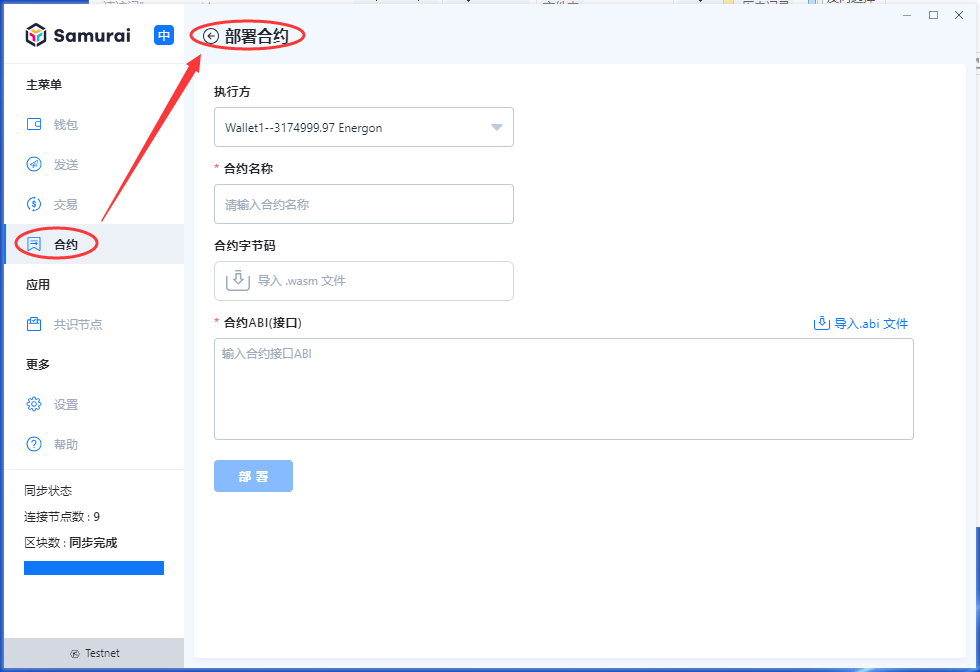 Samurai
中
部署合约
主菜单
钱包
发送
交易
合约
应用
共识节点
更多
设置
帮助
同步状态
连接节点数 : 9
区块数 : 同步完成
Testnet
执行方
Wallet1--3174999.97 Energon
* 合约名称
请输入合约名称
合约字节码
导入 .wasm 文件
* 合约ABI(接口)
导入.abi 文件
输入合约接口ABI
部 署